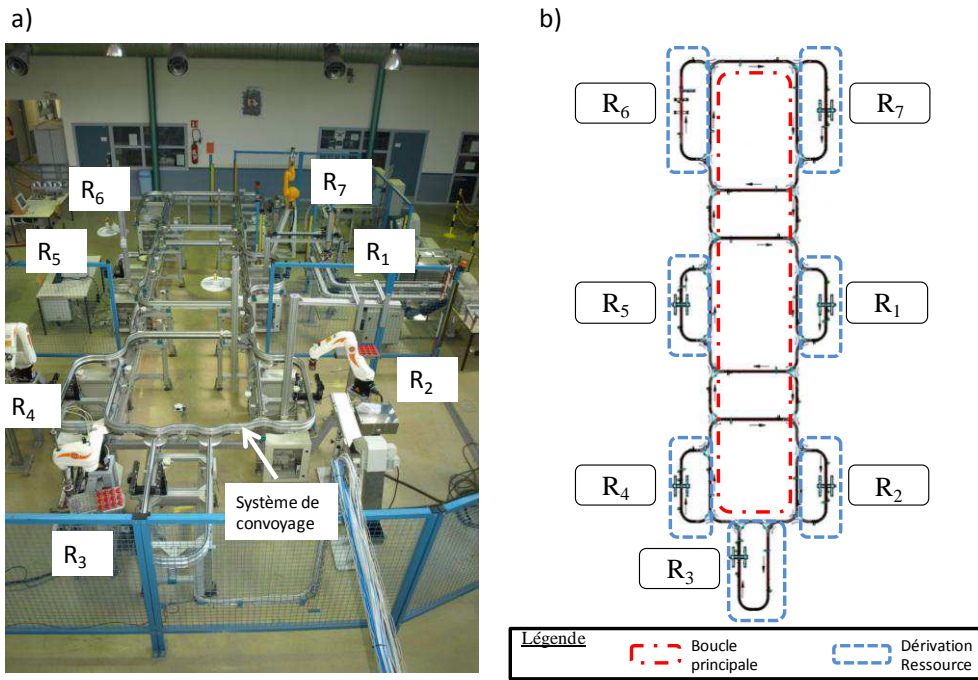 a)
R6
R7
R5
R1
R2
R4
Système de
convoyage
R3
b)
R6
R7
R5
R1
R4
R2
R3
Légende
Boucle
principale
Dérivation
Ressource